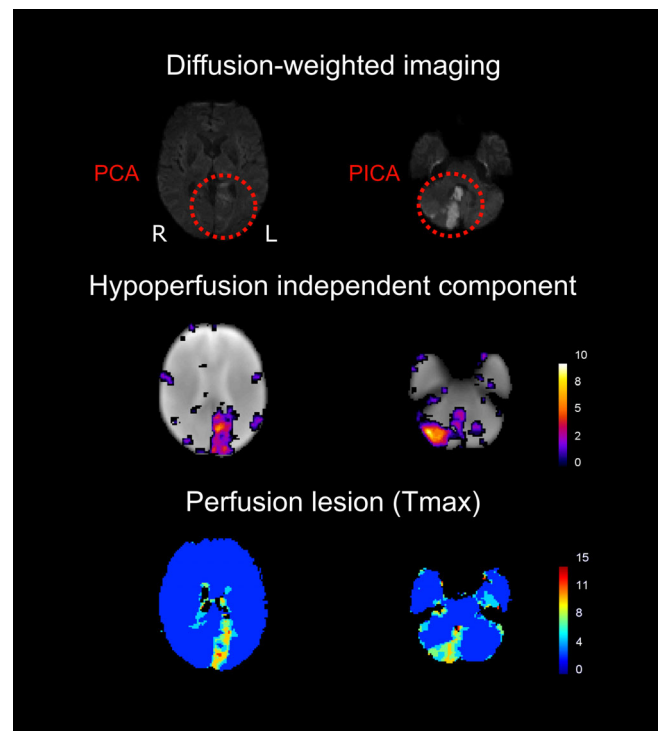 Diffusion-weighted imaging
PCA
PICA
R
L
Hypoperfusion independent component
10
8
5
2
0
Perfusion lesion (Tmax)
15
11
8
4
0